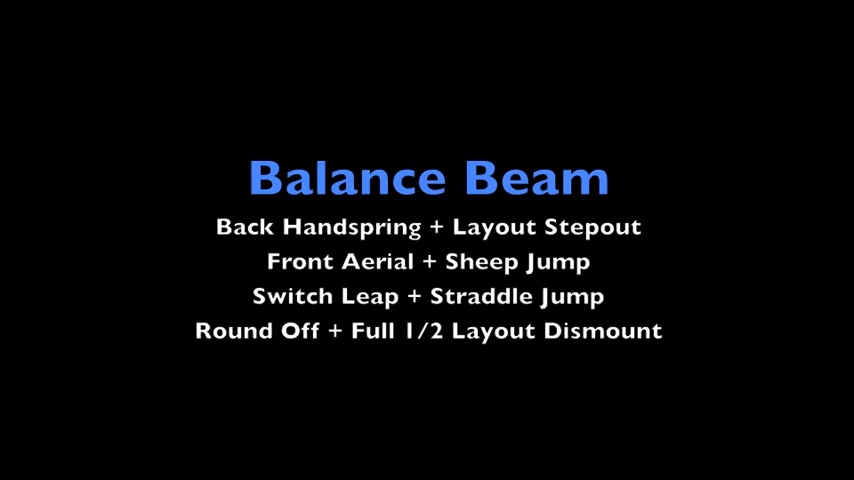 Balance Beam
Back Handspring + Layout Stepout
Front Aerial + Sheep Jump
Switch Leap + Straddle Jump
Round Off + Full 1/2 Layout Dismount